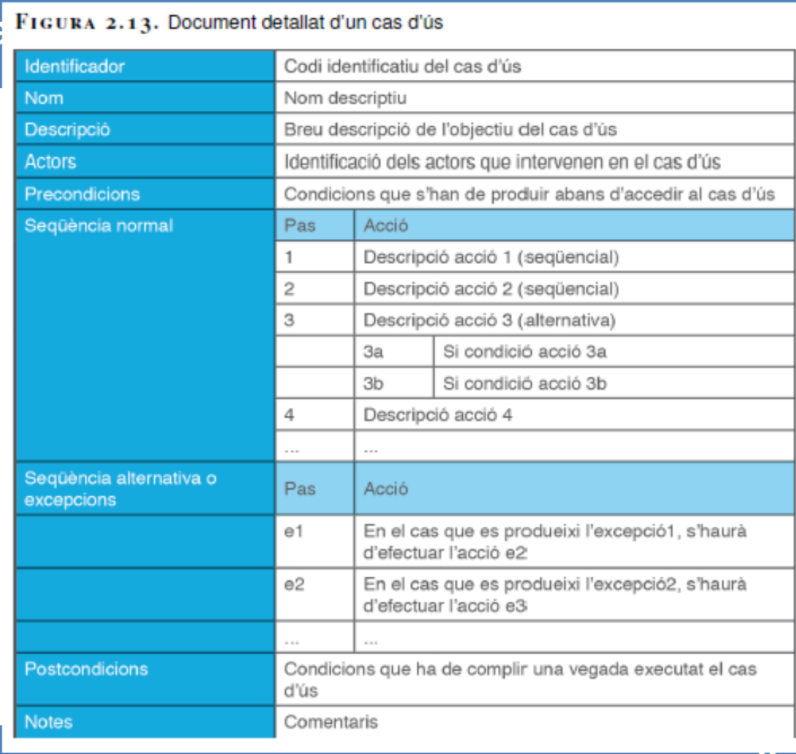 FIGURA 2.13. Document detallat d'un cas d'ús
Identificador Codi identificatiu del cas d'ús
Nom Nom descriptiu
Descripció Breu descripció de l'objectiu del cas d'ús
Actors Identificació dels actors que intervenen en el cas d'ús
Precondicions Condicions que s'han de produir abans d'accedir al cas d'ús
Seqüència normal Pas Acció
1 Descripció acció 1 (seqüencial)
2 Descripció acció 2 (seqüencial)
3 Descripció acció 3 (alternativa)
3a Si condició acció 3a
3b Si condició acció 3b
4 Descripció acció 4
... ...
Seqüència alternativa o
excepcions Pas Acció
e1 En el cas que es produeixi l'excepció1, s'haurà
d'efectuar l'acció e2
e2 En el cas que es produeixi l'excepció2, s'haurà
d'efectuar l'acció e3
... ...
Postcondicions Condicions que ha de complir una vegada executat el cas
d'ús
Notes Comentaris